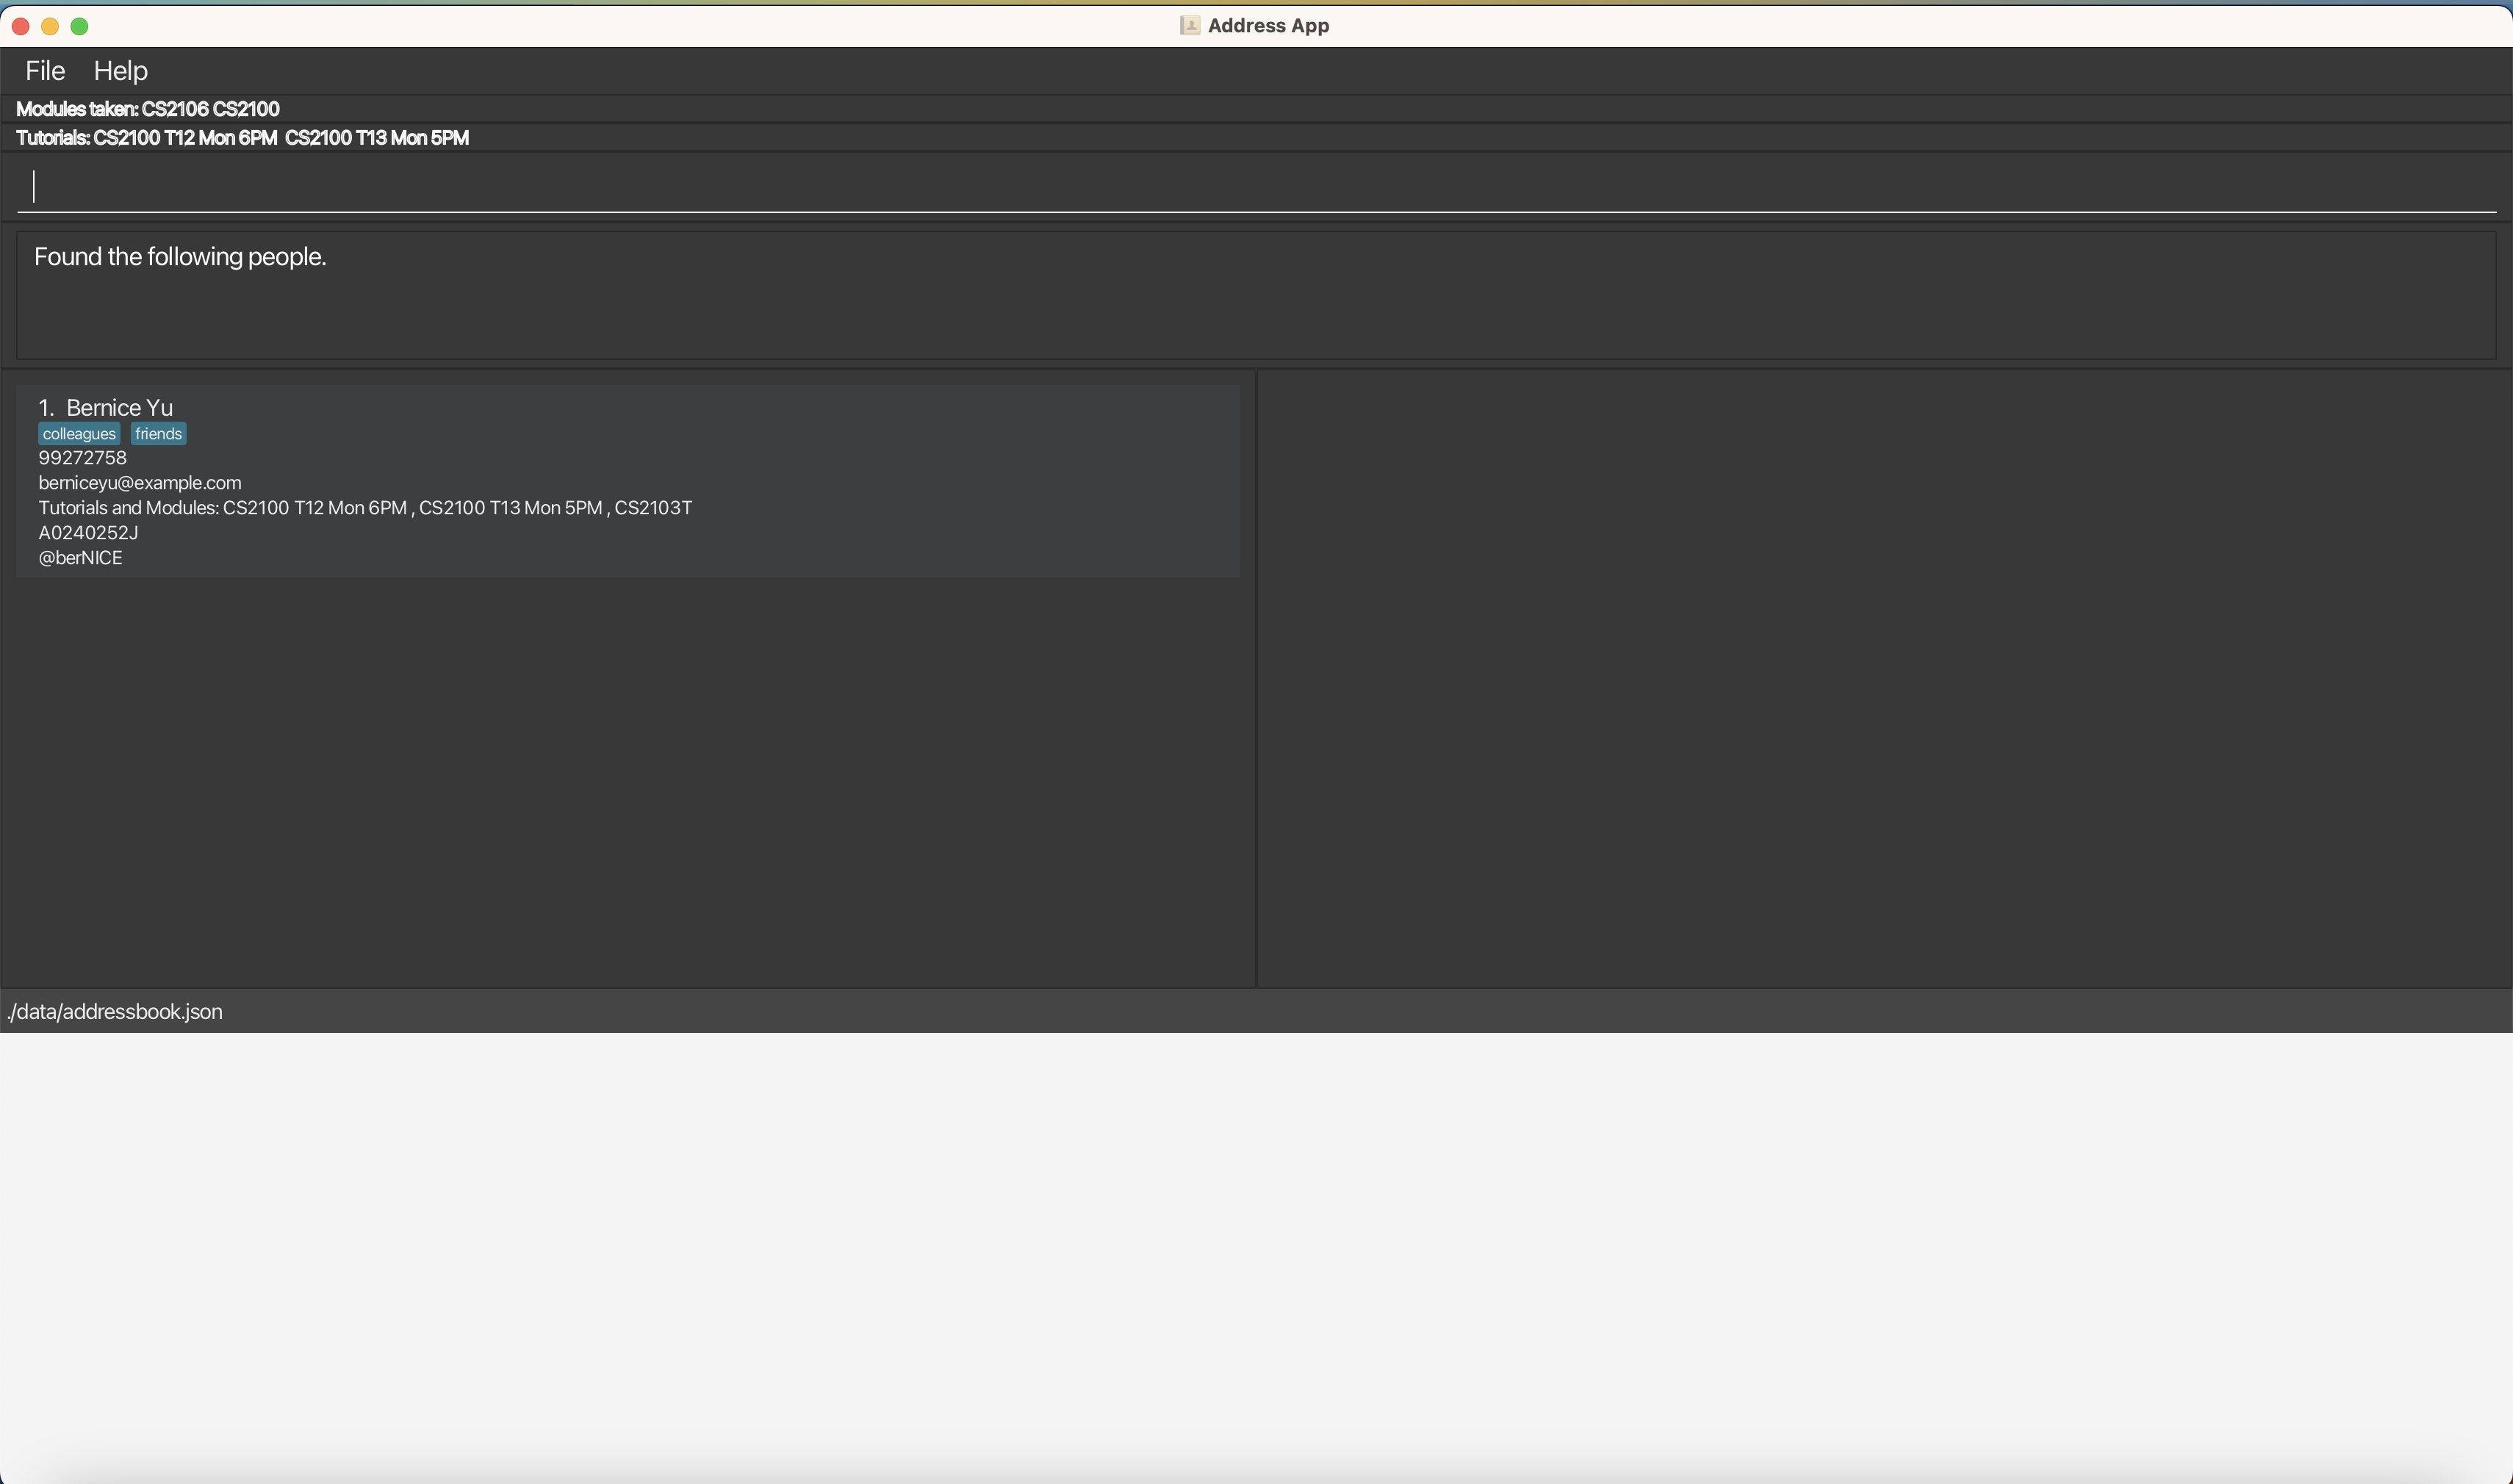 Address App
File Help
Modules taken: CS2106 CS2100
Tutorials: CS2100 T12 Mon 6PM CS2100 T13 Mon 5PM
Found the following people.
1. Bernice Yu
colleagues friends
99272758
berniceyu@example.com
Tutorials and Modules: CS2100 T12 Mon 6PM , CS2100 T13 Mon 5PM , CS2103T
A0240252J
@berNICE
./data/addressbook.json